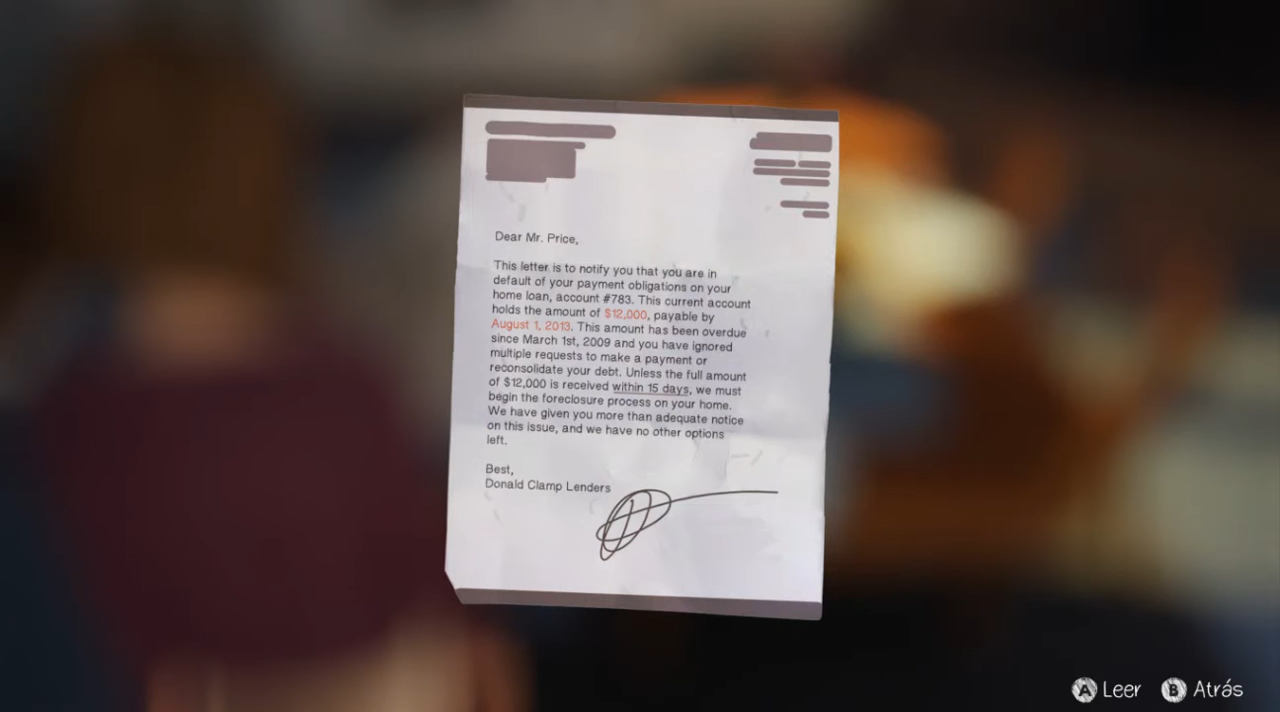 Dear Mr. Price,
This letter is to notify you that you are in
default of your payment obligations on your
home loan, account #783. This current account
holds the amount of $12,000, payable by
August 1, 2013. This amount has been overdue
since March 1st, 2009 and you have ignored
multiple requests to make a payment or
reconsolidate your debt. Unless the full amount
of $12,000 is received within 15 days, we must
begin the foreclosure process on your home.
We have given you more than adequate notice
on this issue, and we have no other options
left.
Best,
Donald Clamp Lenders
A Leer B Atrás